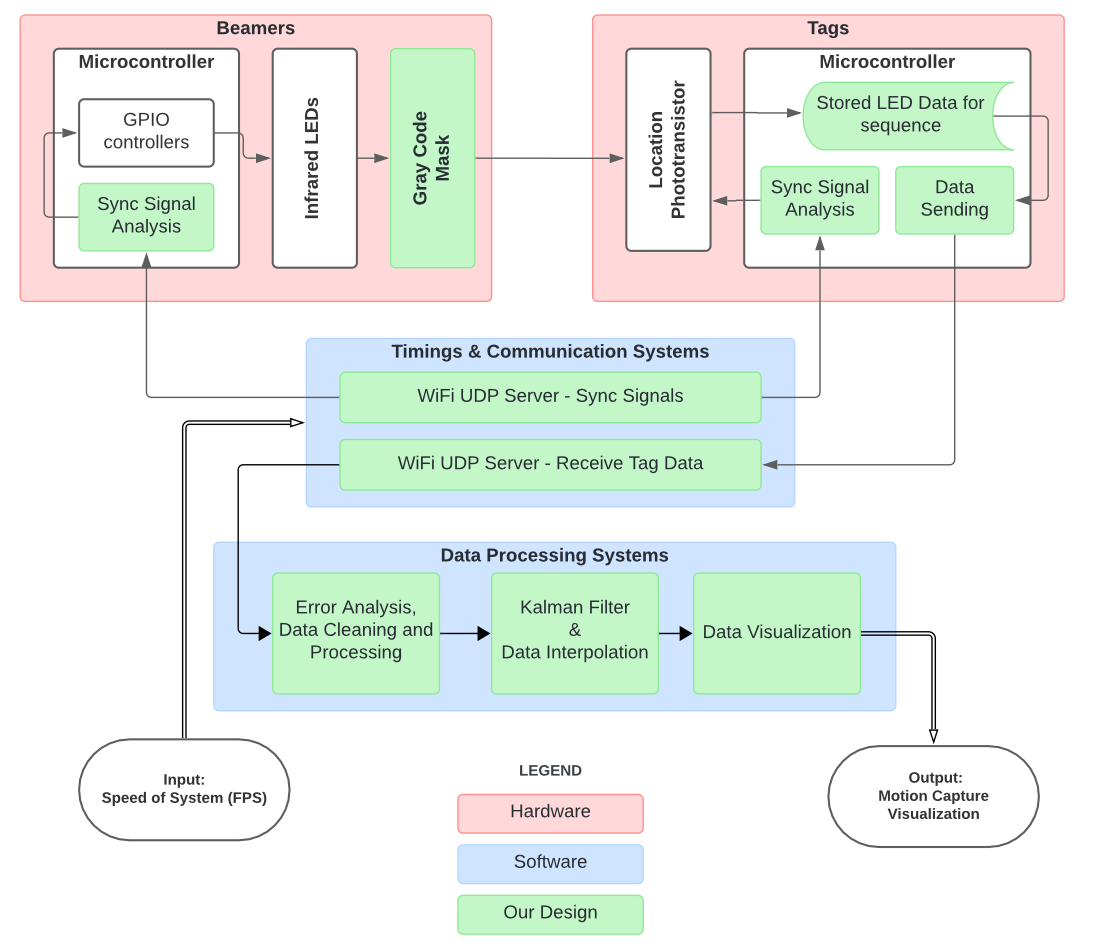 Beamers
Microcontroller
GPIO
controllers
Sync Signal
Analysis
Infrared LEDs
Gray Code
Mask
Tags
Location
Phototransistor
Microcontroller
Stored LED Data for
sequence
Sync Signal
Analysis
Data
Sending
Timings & Communication Systems
WiFi UDP Server - Sync Signals
WiFi UDP Server - Receive Tag Data
Data Processing Systems
Error Analysis,
Data Cleaning and
Processing
Kalman Filter
&
Data Interpolation
Data Visualization
Input:
Speed of System (FPS)
Output:
Motion Capture
Visualization
LEGEND
Hardware
Software
Our Design